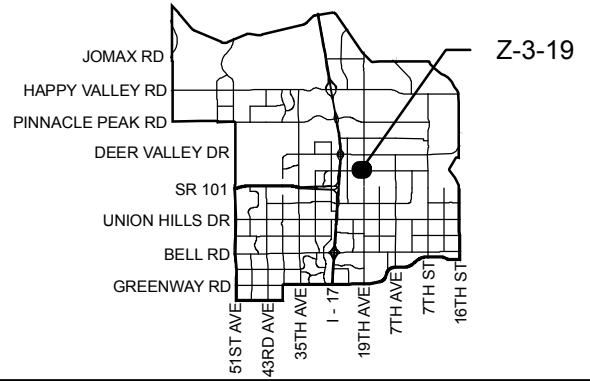 Z-3-19
JOMAX RD
HAPPY VALLEY RD
PINNACLE PEAK RD
DEER VALLEY DR
SR 101
UNION HILLS DR
BELL RD
GREENWAY RD
51ST AVE
43RD AVE
35TH AVE
I - 17
19TH AVE
7TH AVE
7TH ST
16TH ST